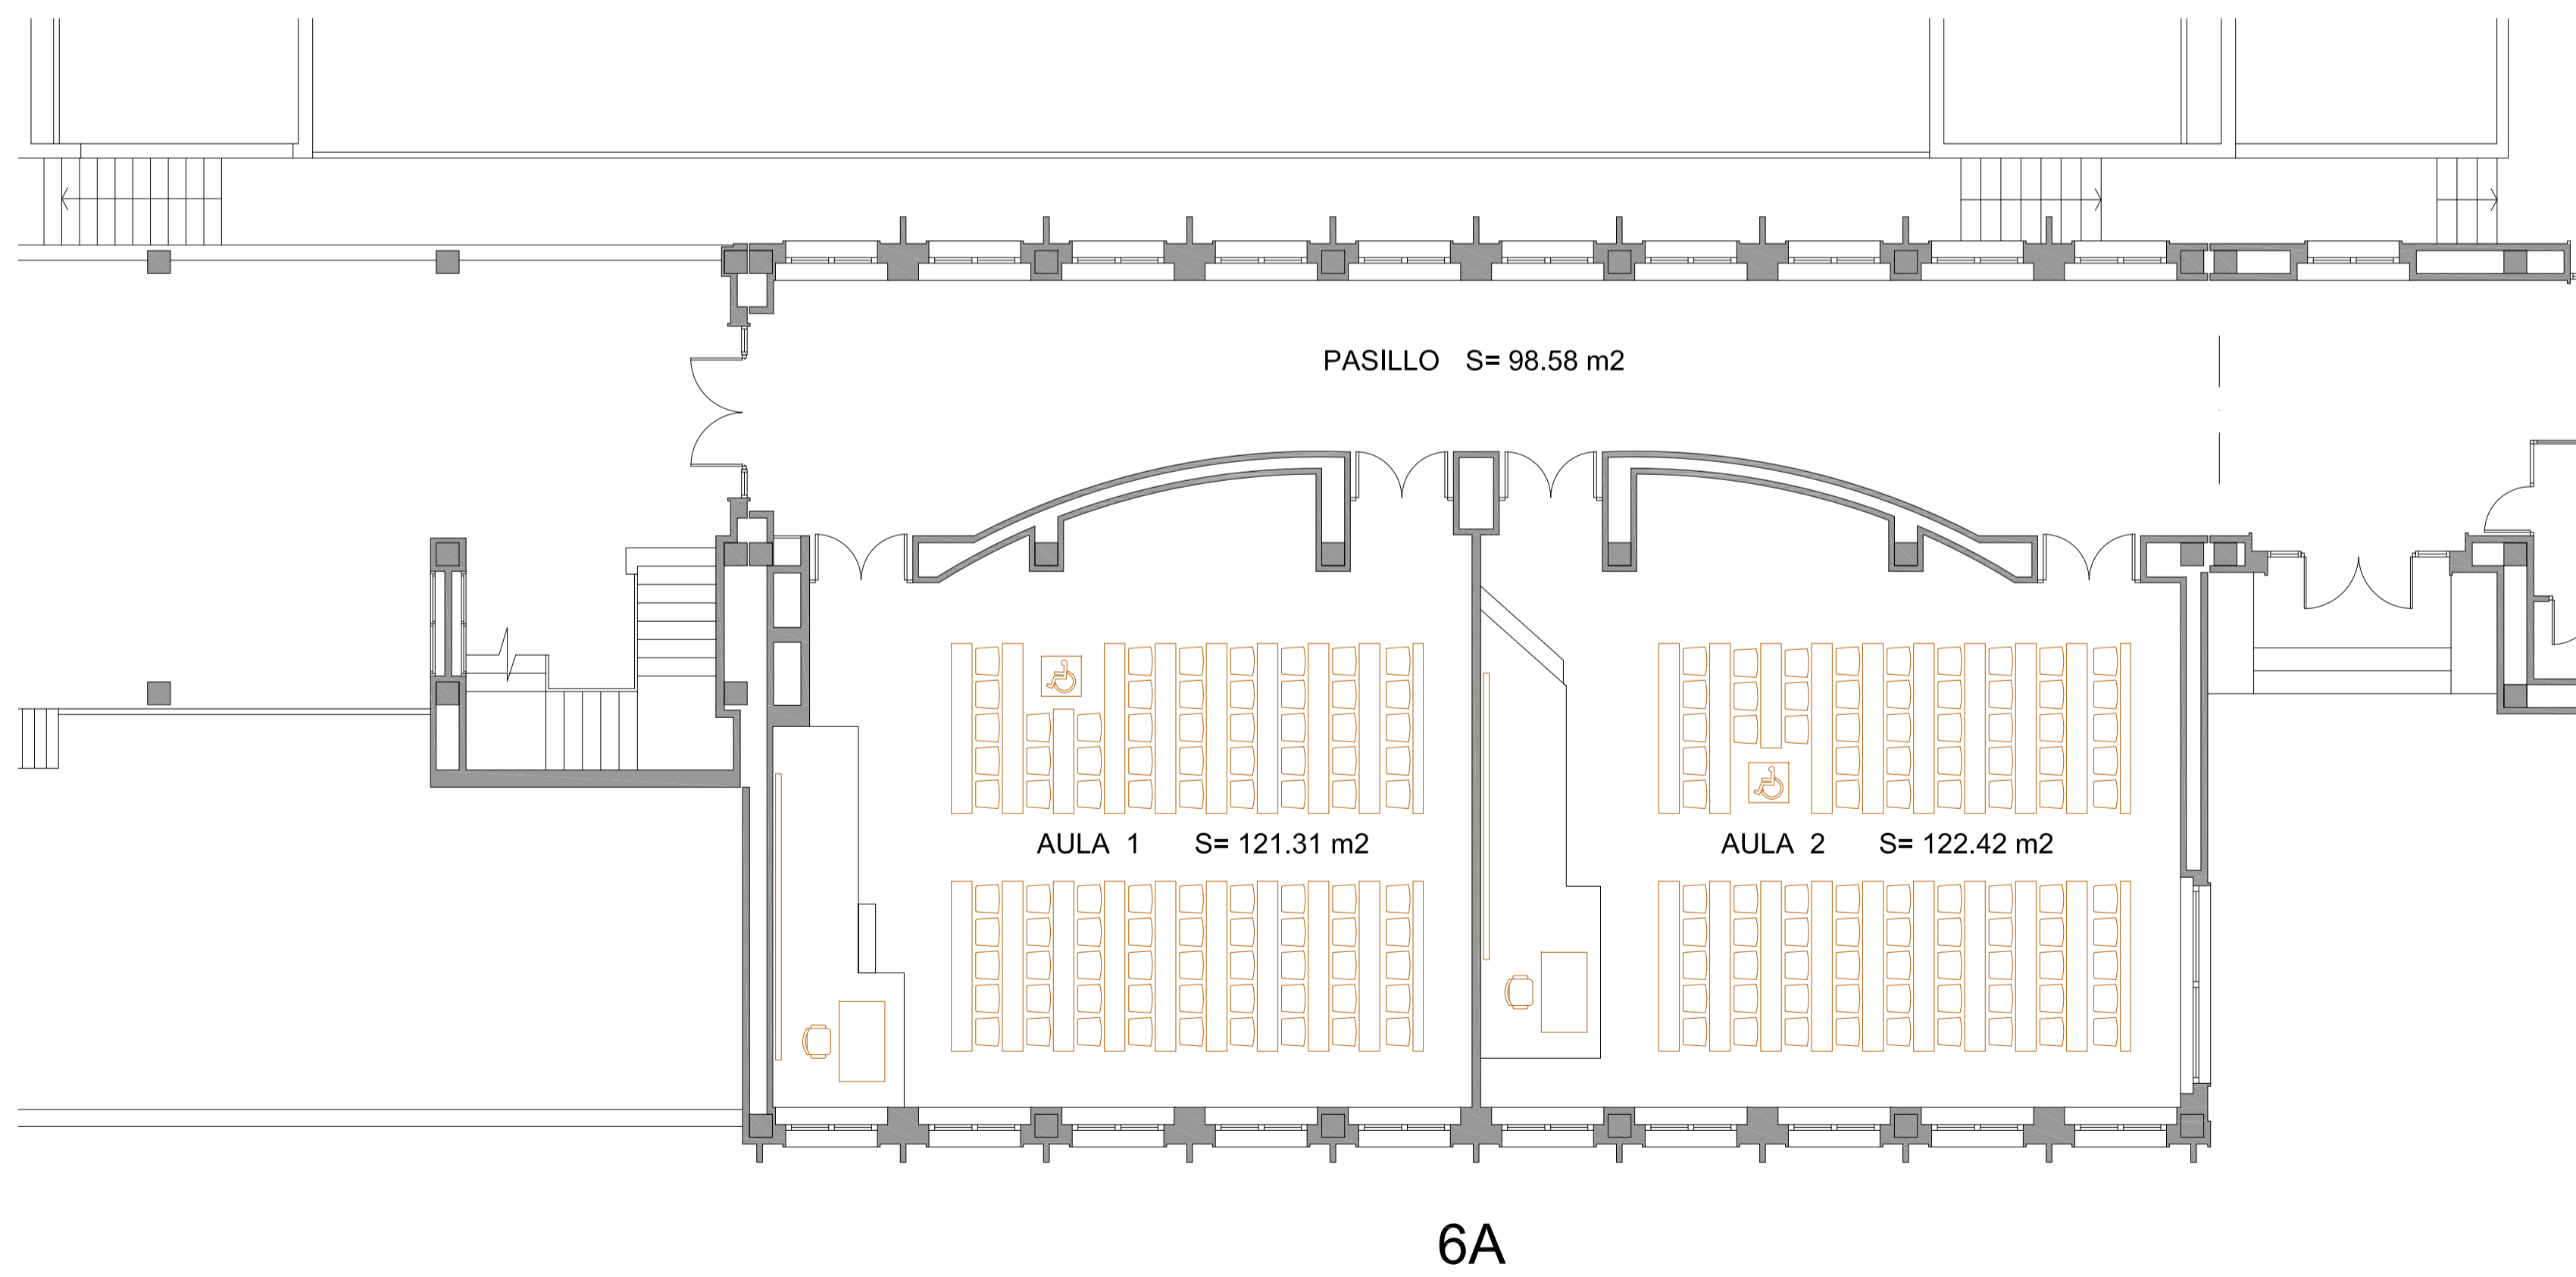 PASILLO S= 98.58 m2
AULA 1 S= 121.31 m2
AULA 2 S= 122.42 m2
6A